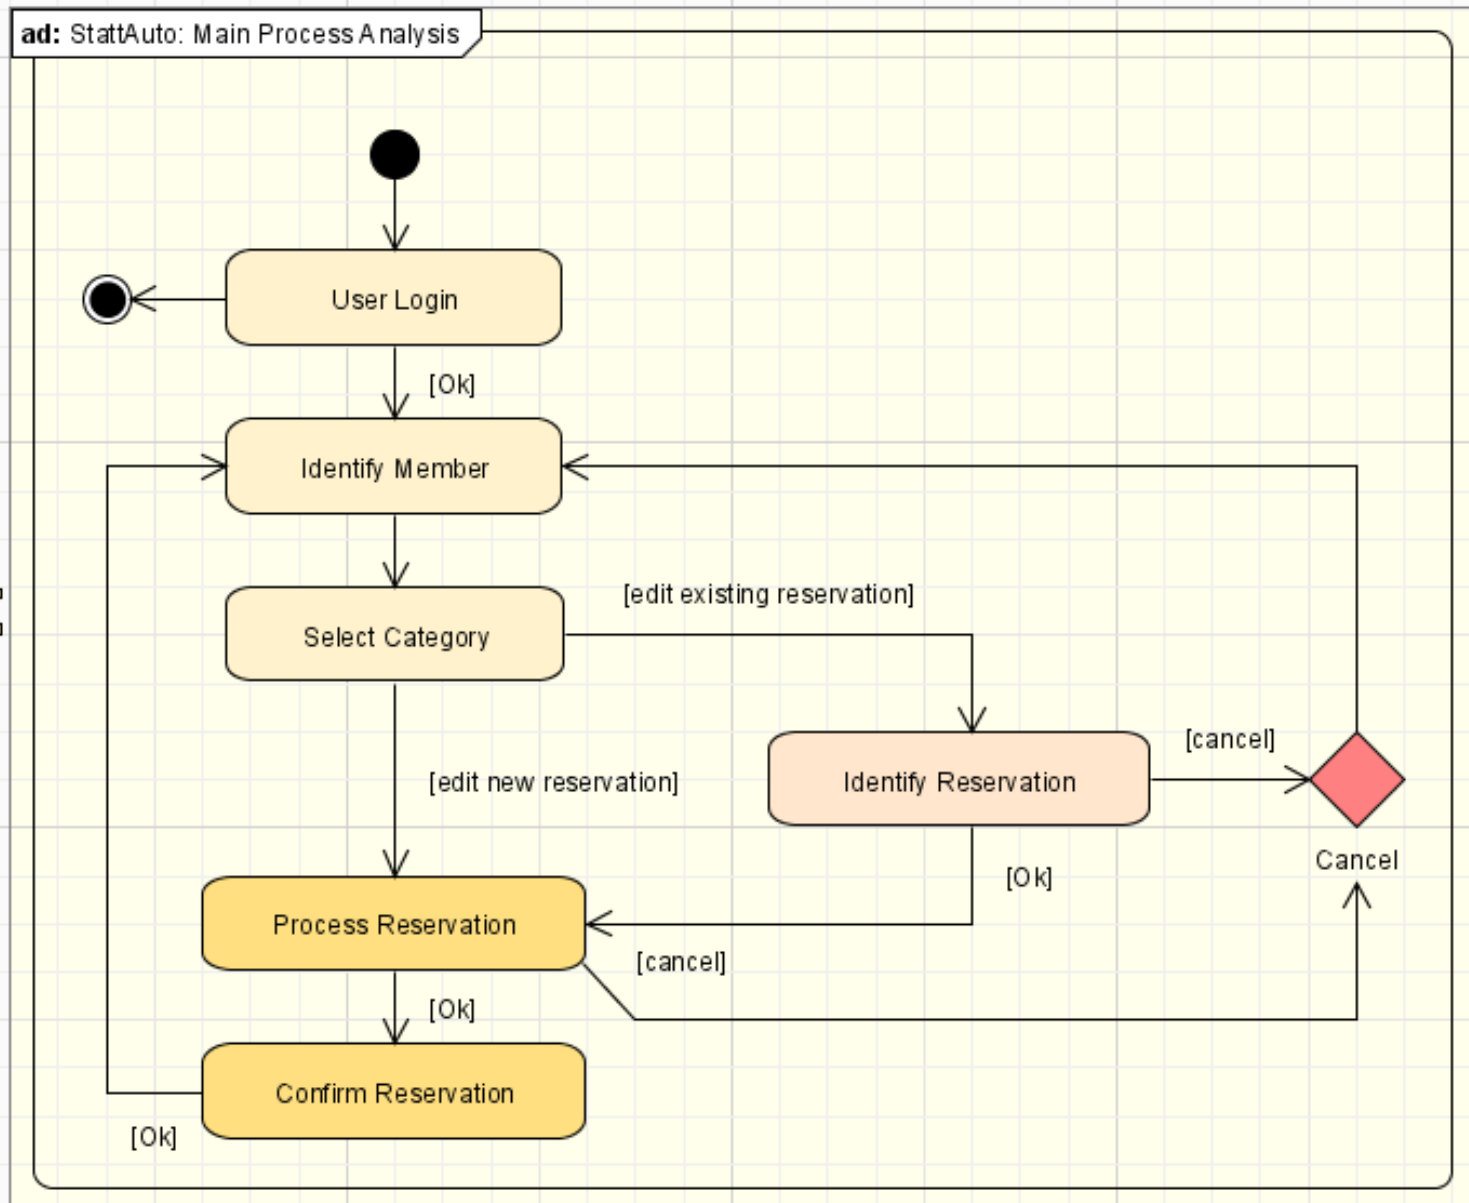 ad: StattAuto: Main Process Analysis
User Login
[Ok]
Identify Member
[edit existing reservation]
Select Category
[cancel]
[edit new reservation]
Identify Reservation
Cancel
[Ok]
Process Reservation
[cancel]
[Ok]
Confirm Reservation
[Ok]